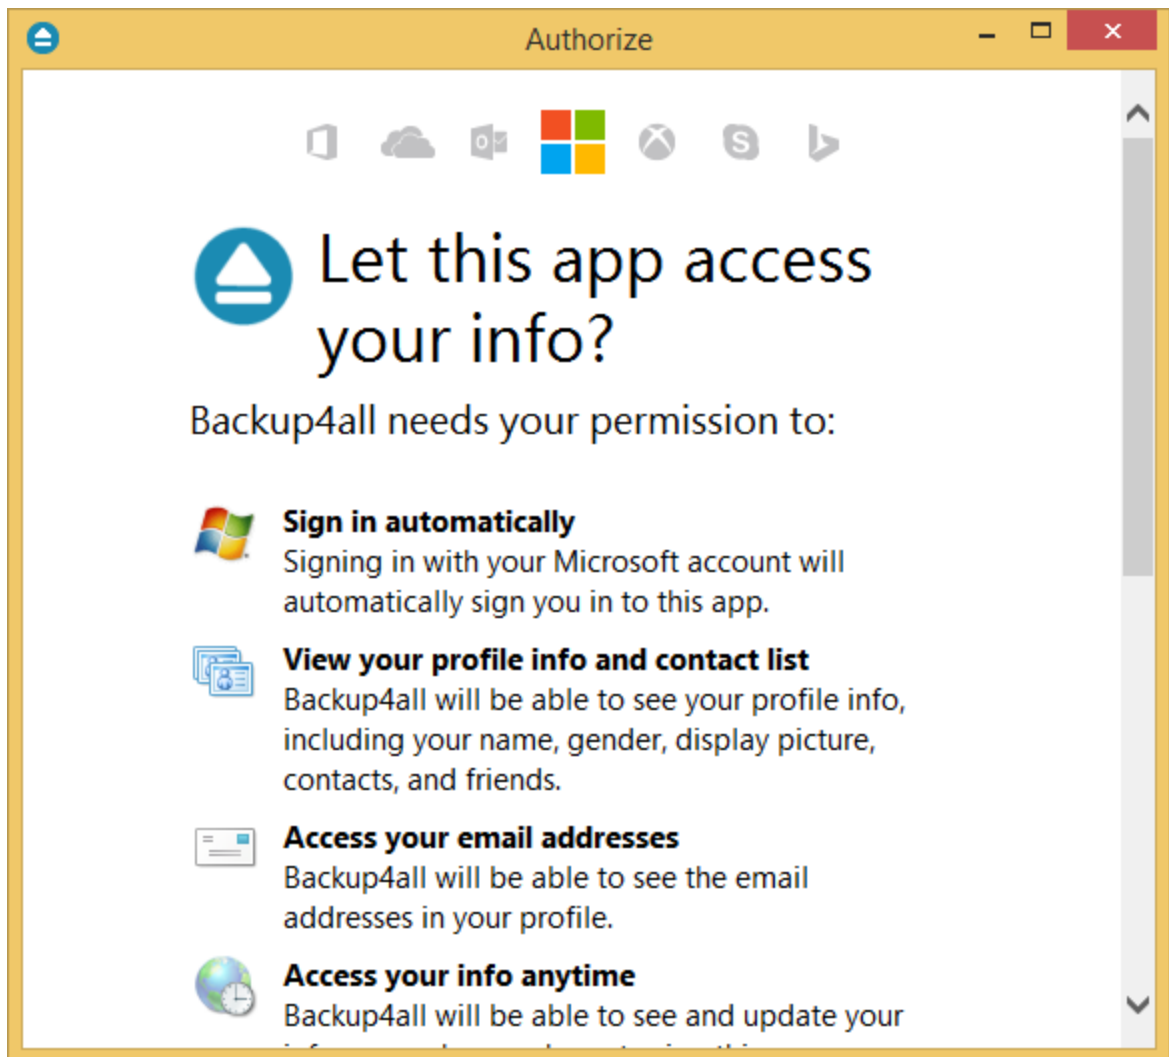 Authorize
Let this app access
your info?
Backup4all needs your permission to:
Sign in automatically
Signing in with your Microsoft account will
automatically sign you in to this app.
View your profile info and contact list
Backup4all will be able to see your profile info,
including your name, gender, display picture,
contacts, and friends.
Access your email addresses
Backup4all will be able to see the email
addresses in your profile.
Access your info anytime
Backup4all will be able to see and update your